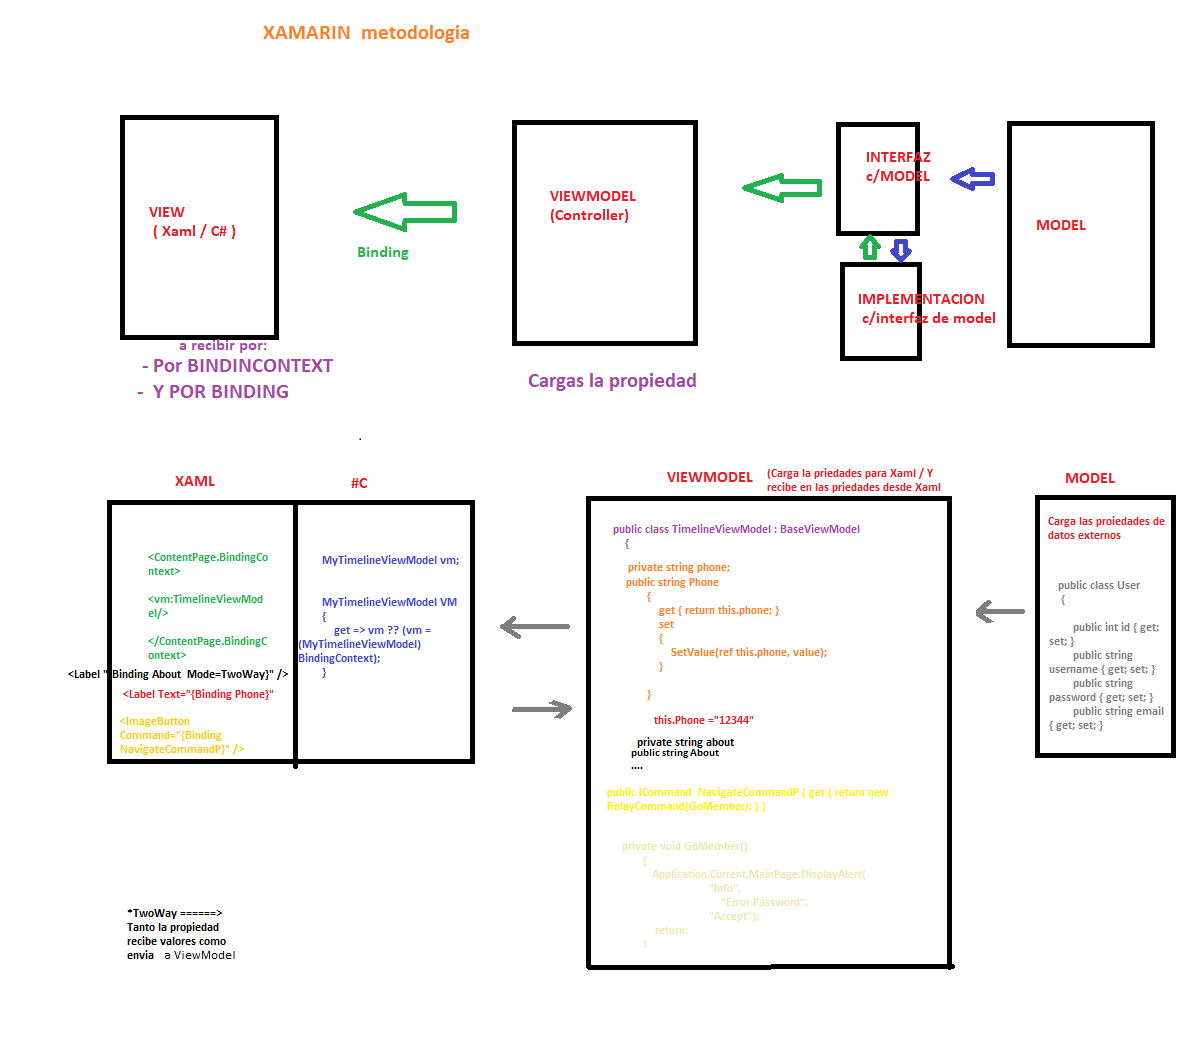 XAMARIN  metodologia
VIEW
( Xaml / C# )
Binding
VIEWMODEL
(Controller)
INTERFAZ
c/MODEL
IMPLEMENTACION
c/interfaz de model
MODEL
a recibir por:
- Por BINDINCONTEXT
-  Y POR BINDING
Cargas la propiedad
.
XAML
#C
<ContentPage.BindingCo
ntext>
<vm:TimelineViewMod
el/>
</ContentPage.BindingC
ontext>
<Label "{Binding About  Mode=TwoWay}" />
<Label Text="{Binding Phone}"
<ImageButton
Command="{Binding
NavigateCommandP}" />
MyTimelineViewModel vm;
MyTimelineViewModel VM
{
get => vm ?? (vm =
(MyTimelineViewModel)
BindingContext);
}
VIEWMODEL
(Carga la priedades para Xaml / Y
recibe en las priedades desde Xaml
public class TimelineViewModel : BaseViewModel
{
private string phone;
public string Phone
{
get { return this.phone; }
set
{
SetValue(ref this.phone, value);
}
}
this.Phone ="12344"
private string about
public string About
....
public ICommand  NavigateCommandP { get { return new
RelayCommand(GoMember); } }
private void GoMember()
{
Application.Current.MainPage.DisplayAlert(
"Info",
"Error Password",
"Accept");
return;
}
MODEL
Carga las proiedades de
datos externos
public class User
{
public int id { get;
set; }
public string
username { get; set; }
public string
password { get; set; }
public string email
{ get; set; }
*TwoWay ======>
Tanto la propiedad
recibe valores como
envia   a ViewModel